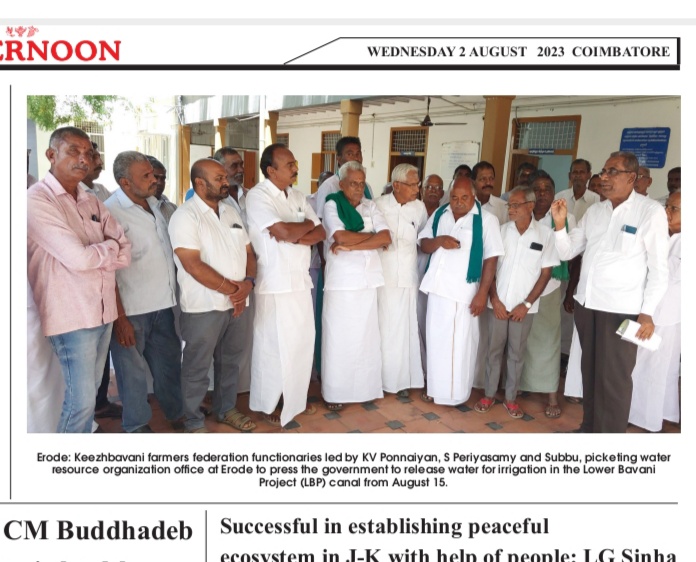 ERNOON
WEDNESDAY 2 AUGUST 2023 COIMBATORE
Erode: Keezhbavani farmers federation functionaries led by KV Ponnaiyan, S Periyasamy and Subbu, picketing water
resource organization office at Erode to press the government to release water for irrigation in the Lower Bavani
Project (LBP) canal from August 15.
CM Buddhadeb
Successful in establishing peaceful
ecosystem in J-K with help of people: LG Sinha